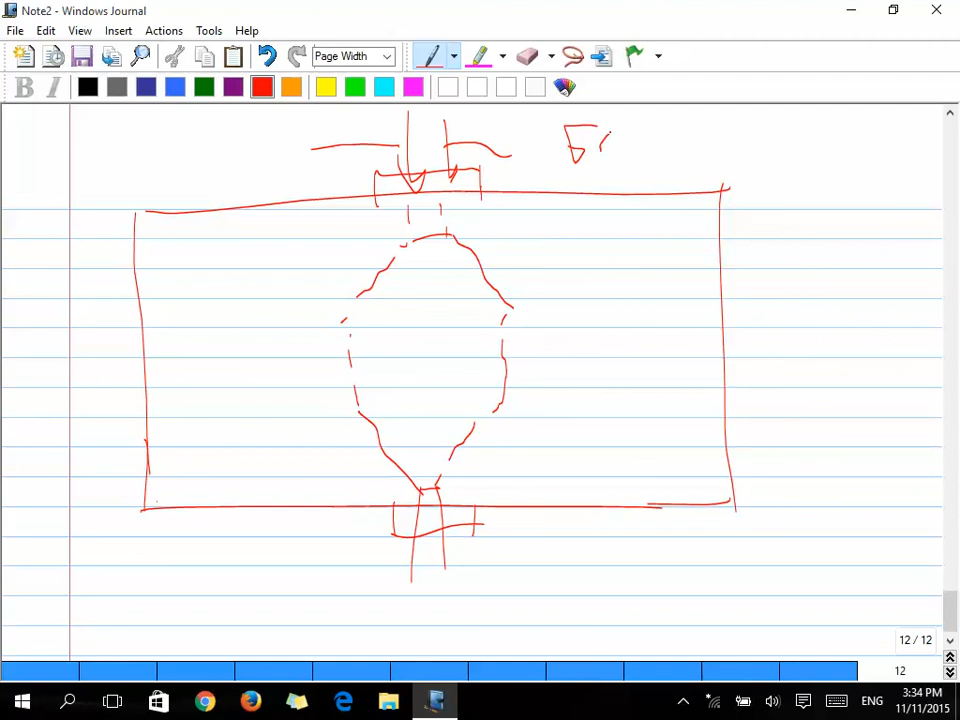 Note2 - Windows Journal
File Edit View Insert Actions Tools Help
Page Width
B I
12 / 12
12
ENG
3:34 PM
11/11/2015